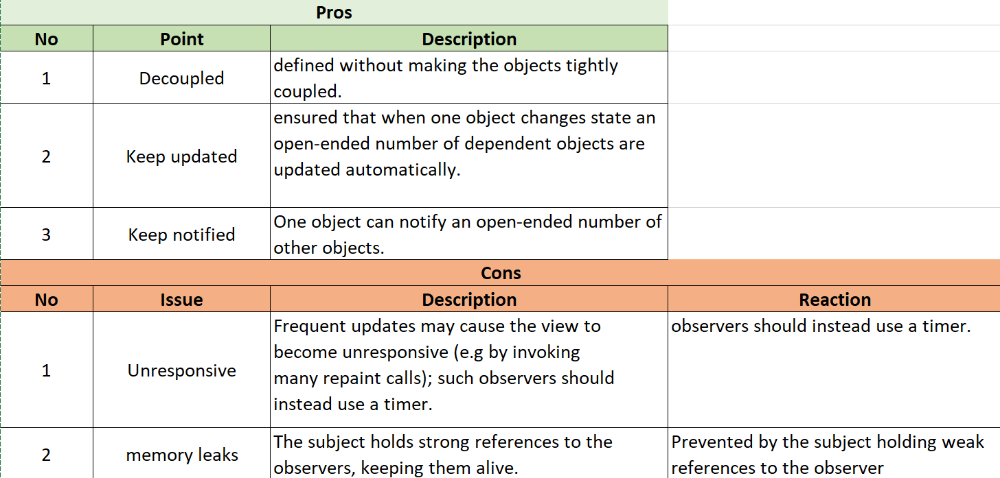 Pros
No Point Description
1 Decoupled defined without making the objects tightly
coupled.
2 Keep updated ensured that when one object changes state an
open-ended number of dependent objects are
updated automatically.
3 Keep notified One object can notify an open-ended number of
other objects.
Cons
No Issue Description Reaction
1 Unresponsive Frequent updates may cause the view to
become unresponsive (e.g by invoking
many repaint calls); such observers should
instead use a timer.
observers should instead use a timer.
2 memory leaks The subject holds strong references to the
observers, keeping them alive.
Prevented by the subject holding weak
references to the observer